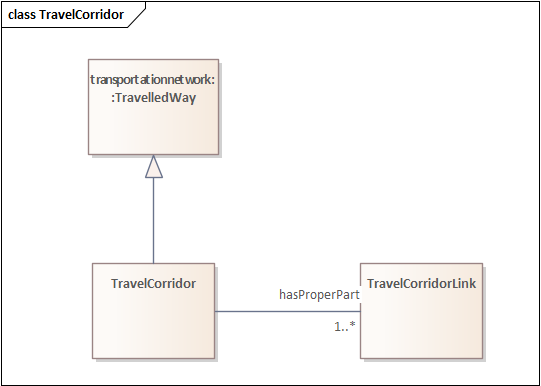 class TravelCorridor
transportationnetwork:
:TravelledWay
TravelCorridor
TravelCorridorLink
hasProperPart
1..*